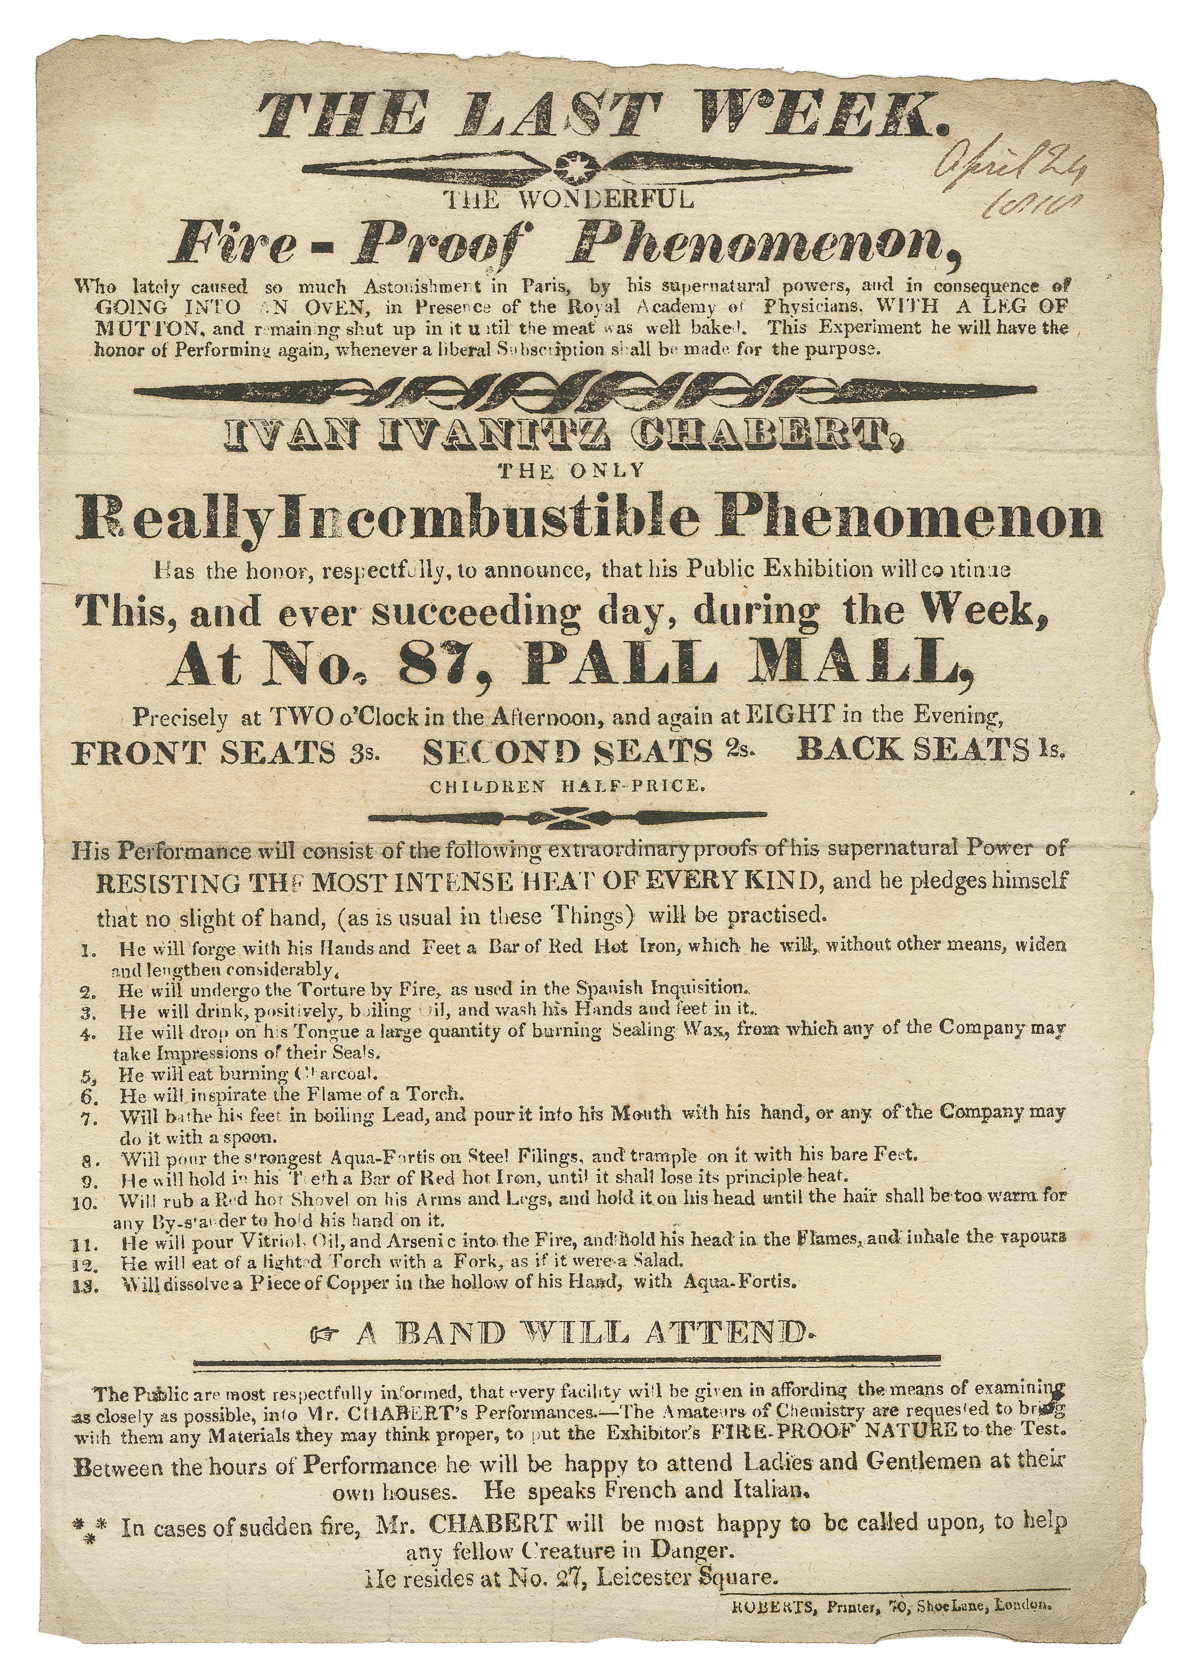 THE LAST WEEK.
April 24
1818
THE WONDERFUL
Fire-Proof Phenomenon,
Who lately caused so much Astonishment in Paris, by his supernatural powers, and in consequence of
GOING INTO AN OVEN, in Presence of the Royal Academy of Physicians, WITH A LEG OF
MUTTON, and remaining shut up in it until the meat was well baked. This Experiment he will have the
honor of Performing again, whenever a liberal Subscription shall be made for the purpose.
IVAN IVANITZ CHABERT,
THE ONLY
Really Incombustible Phenomenon
Has the honor, respectfully, to announce, that his Public Exhibition will continue
This, and ever succeeding day, during the Week,
At No. 87, PALL MALL,
Precisely at TWO o'Clock in the Afternoon, and again at EIGHT in the Evening,
FRONT SEATS 3s. SECOND SEATS 2s. BACK SEATS 1s.
CHILDREN HALF-PRICE.
His Performance will consist of the following extraordinary proofs of his supernatural Power of
RESISTING THE MOST INTENSE HEAT OF EVERY KIND, and he pledges himself
that no slight of hand, (as is usual in these Things) will be practised.
1. He will forge with his Hands and Feet a Bar of Red Hot Iron, which he will, without other means, widen
and lengthen considerably.
2. He will undergo the Torture by Fire, as used in the Spanish Inquisition.
3. He will drink, positively, boiling Oil, and wash his Hands and feet in it.
4. He will drop on his Tongue a large quantity of burning Sealing Wax, from which any of the Company may
take Impressions of their Seals.
5, He will eat burning Charcoal.
6. He will inspirate the Flame of a Torch.
7. Will bathe his feet in boiling Lead, and pour it into his Mouth with his hand, or any of the Company may
do it with a spoon.
8. Will pour the strongest Aqua-Fortis on Steel Filings, and trample on it with his bare Feet.
9. He will hold in his Teeth a Bar of Red hot Iron, until it shall lose its principle heat.
10. Will rub a Red hot Shovel on his Arms and Legs, and hold it on his head until the hair shall be too warm for
any By-stander to hold his hand on it.
11. He will pour Vitriol, Oil, and Arsenic into the Fire, and hold his head in the Flames, and inhale the vapours
12. He will eat of a lighted Torch with a Fork, as if it were a Salad.
13. Will dissolve a Piece of Copper in the hollow of his Hand, with Aqua-Fortis.
☞ A BAND WILL ATTEND.
The Public are most respectfully informed, that every facility will be given in affording the means of examining
as closely as possible, into Mr. CHABERT's Performances.—The Amateurs of Chemistry are requested to bring
with them any Materials they may think proper, to put the Exhibitor's FIRE-PROOF NATURE to the Test.
Between the hours of Performance he will be happy to attend Ladies and Gentlemen at their
own houses. He speaks French and Italian.
*** In cases of sudden fire, Mr. CHABERT will be most happy to be called upon, to help
any fellow Creature in Danger.
He resides at No. 27, Leicester Square.
ROBERTS, Printer, 70, Shoe Lane, London.